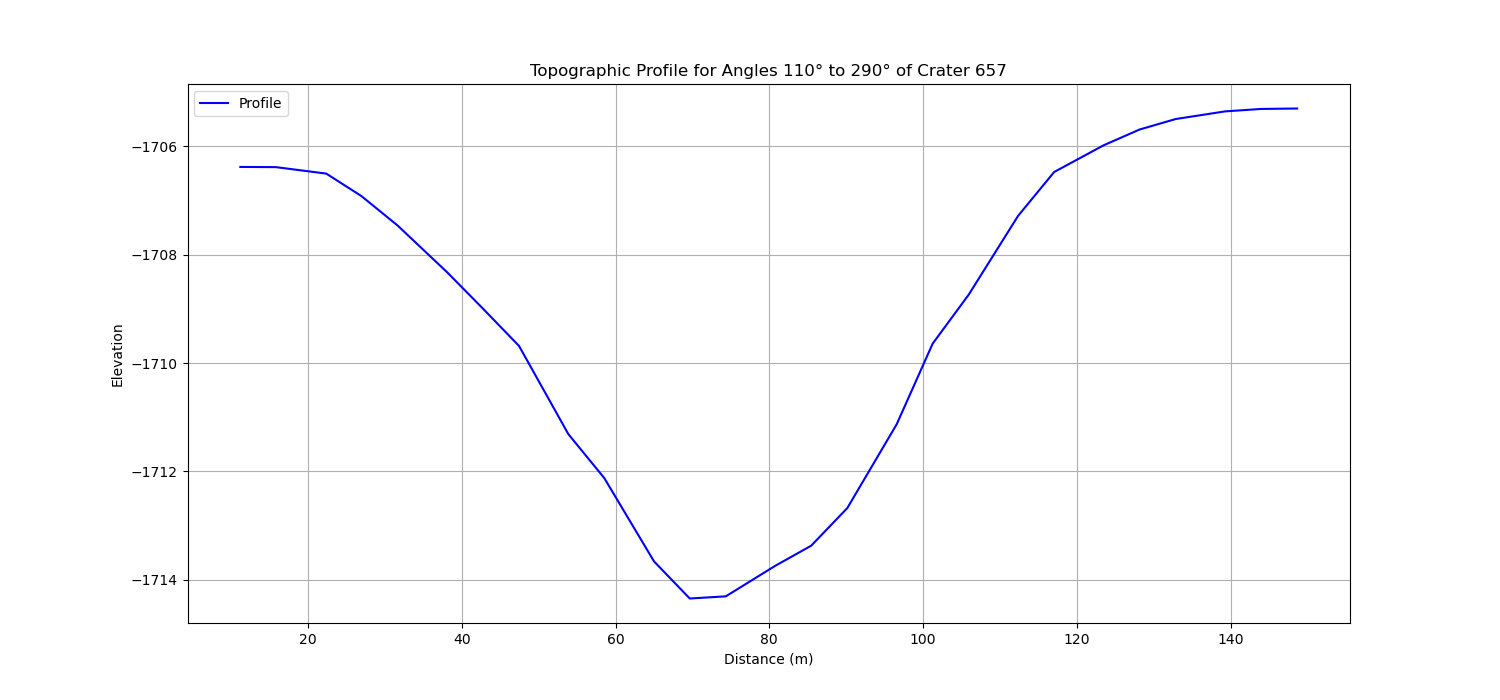 Topographic Profile for Angles 110° to 290° of Crater 657
Profile
−1706
−1708
−1710
−1712
−1714
Elevation
20 40 60 80 100 120 140
Distance (m)